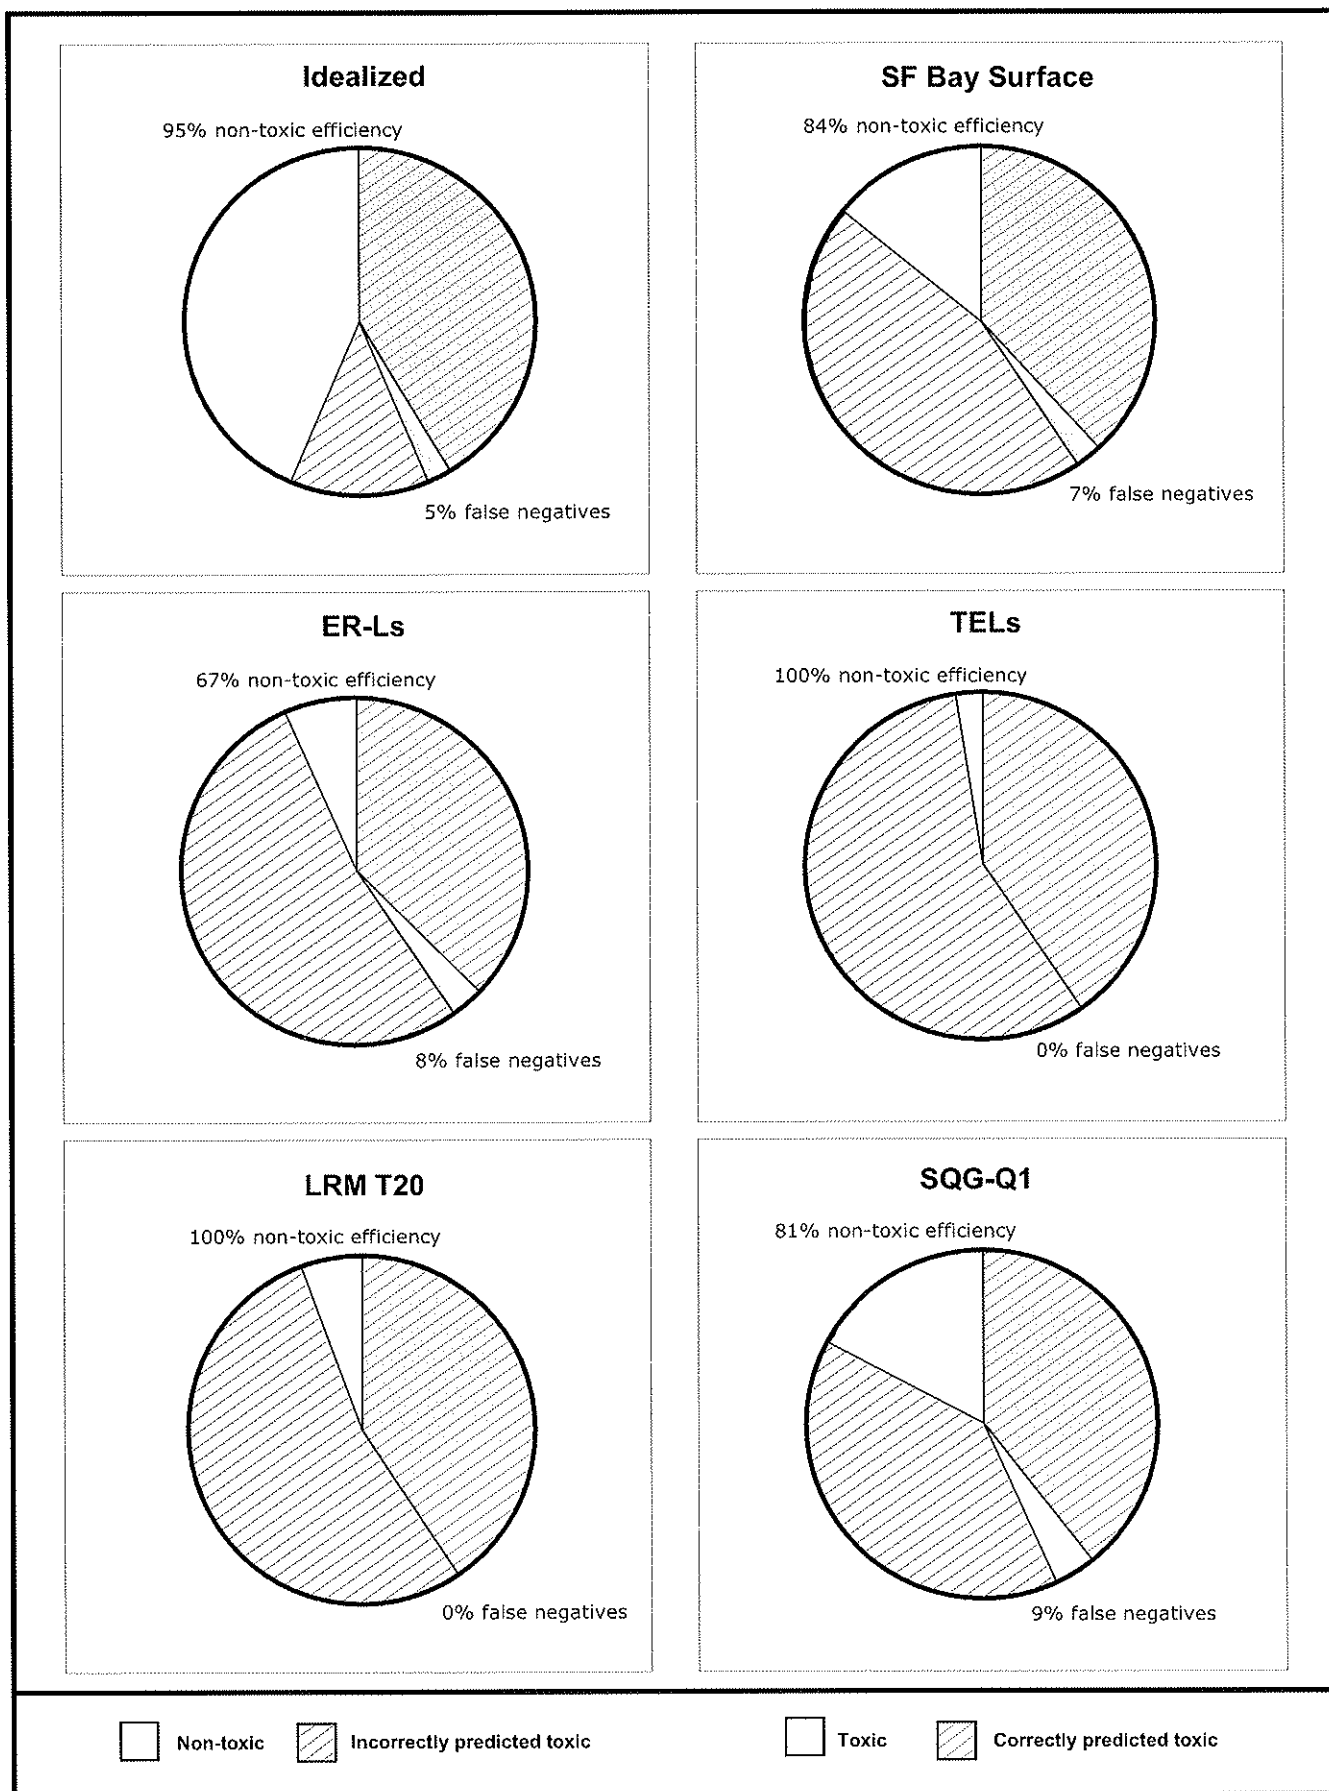 Idealized
95% non-toxic efficiency
5% false negatives
SF Bay Surface
84% non-toxic efficiency
7% false negatives
ER-Ls
67% non-toxic efficiency
8% false negatives
TELs
100% non-toxic efficiency
0% false negatives
LRM T20
100% non-toxic efficiency
0% false negatives
SQG-Q1
81% non-toxic efficiency
9% false negatives
Non-toxic
Incorrectly predicted toxic
Toxic
Correctly predicted toxic